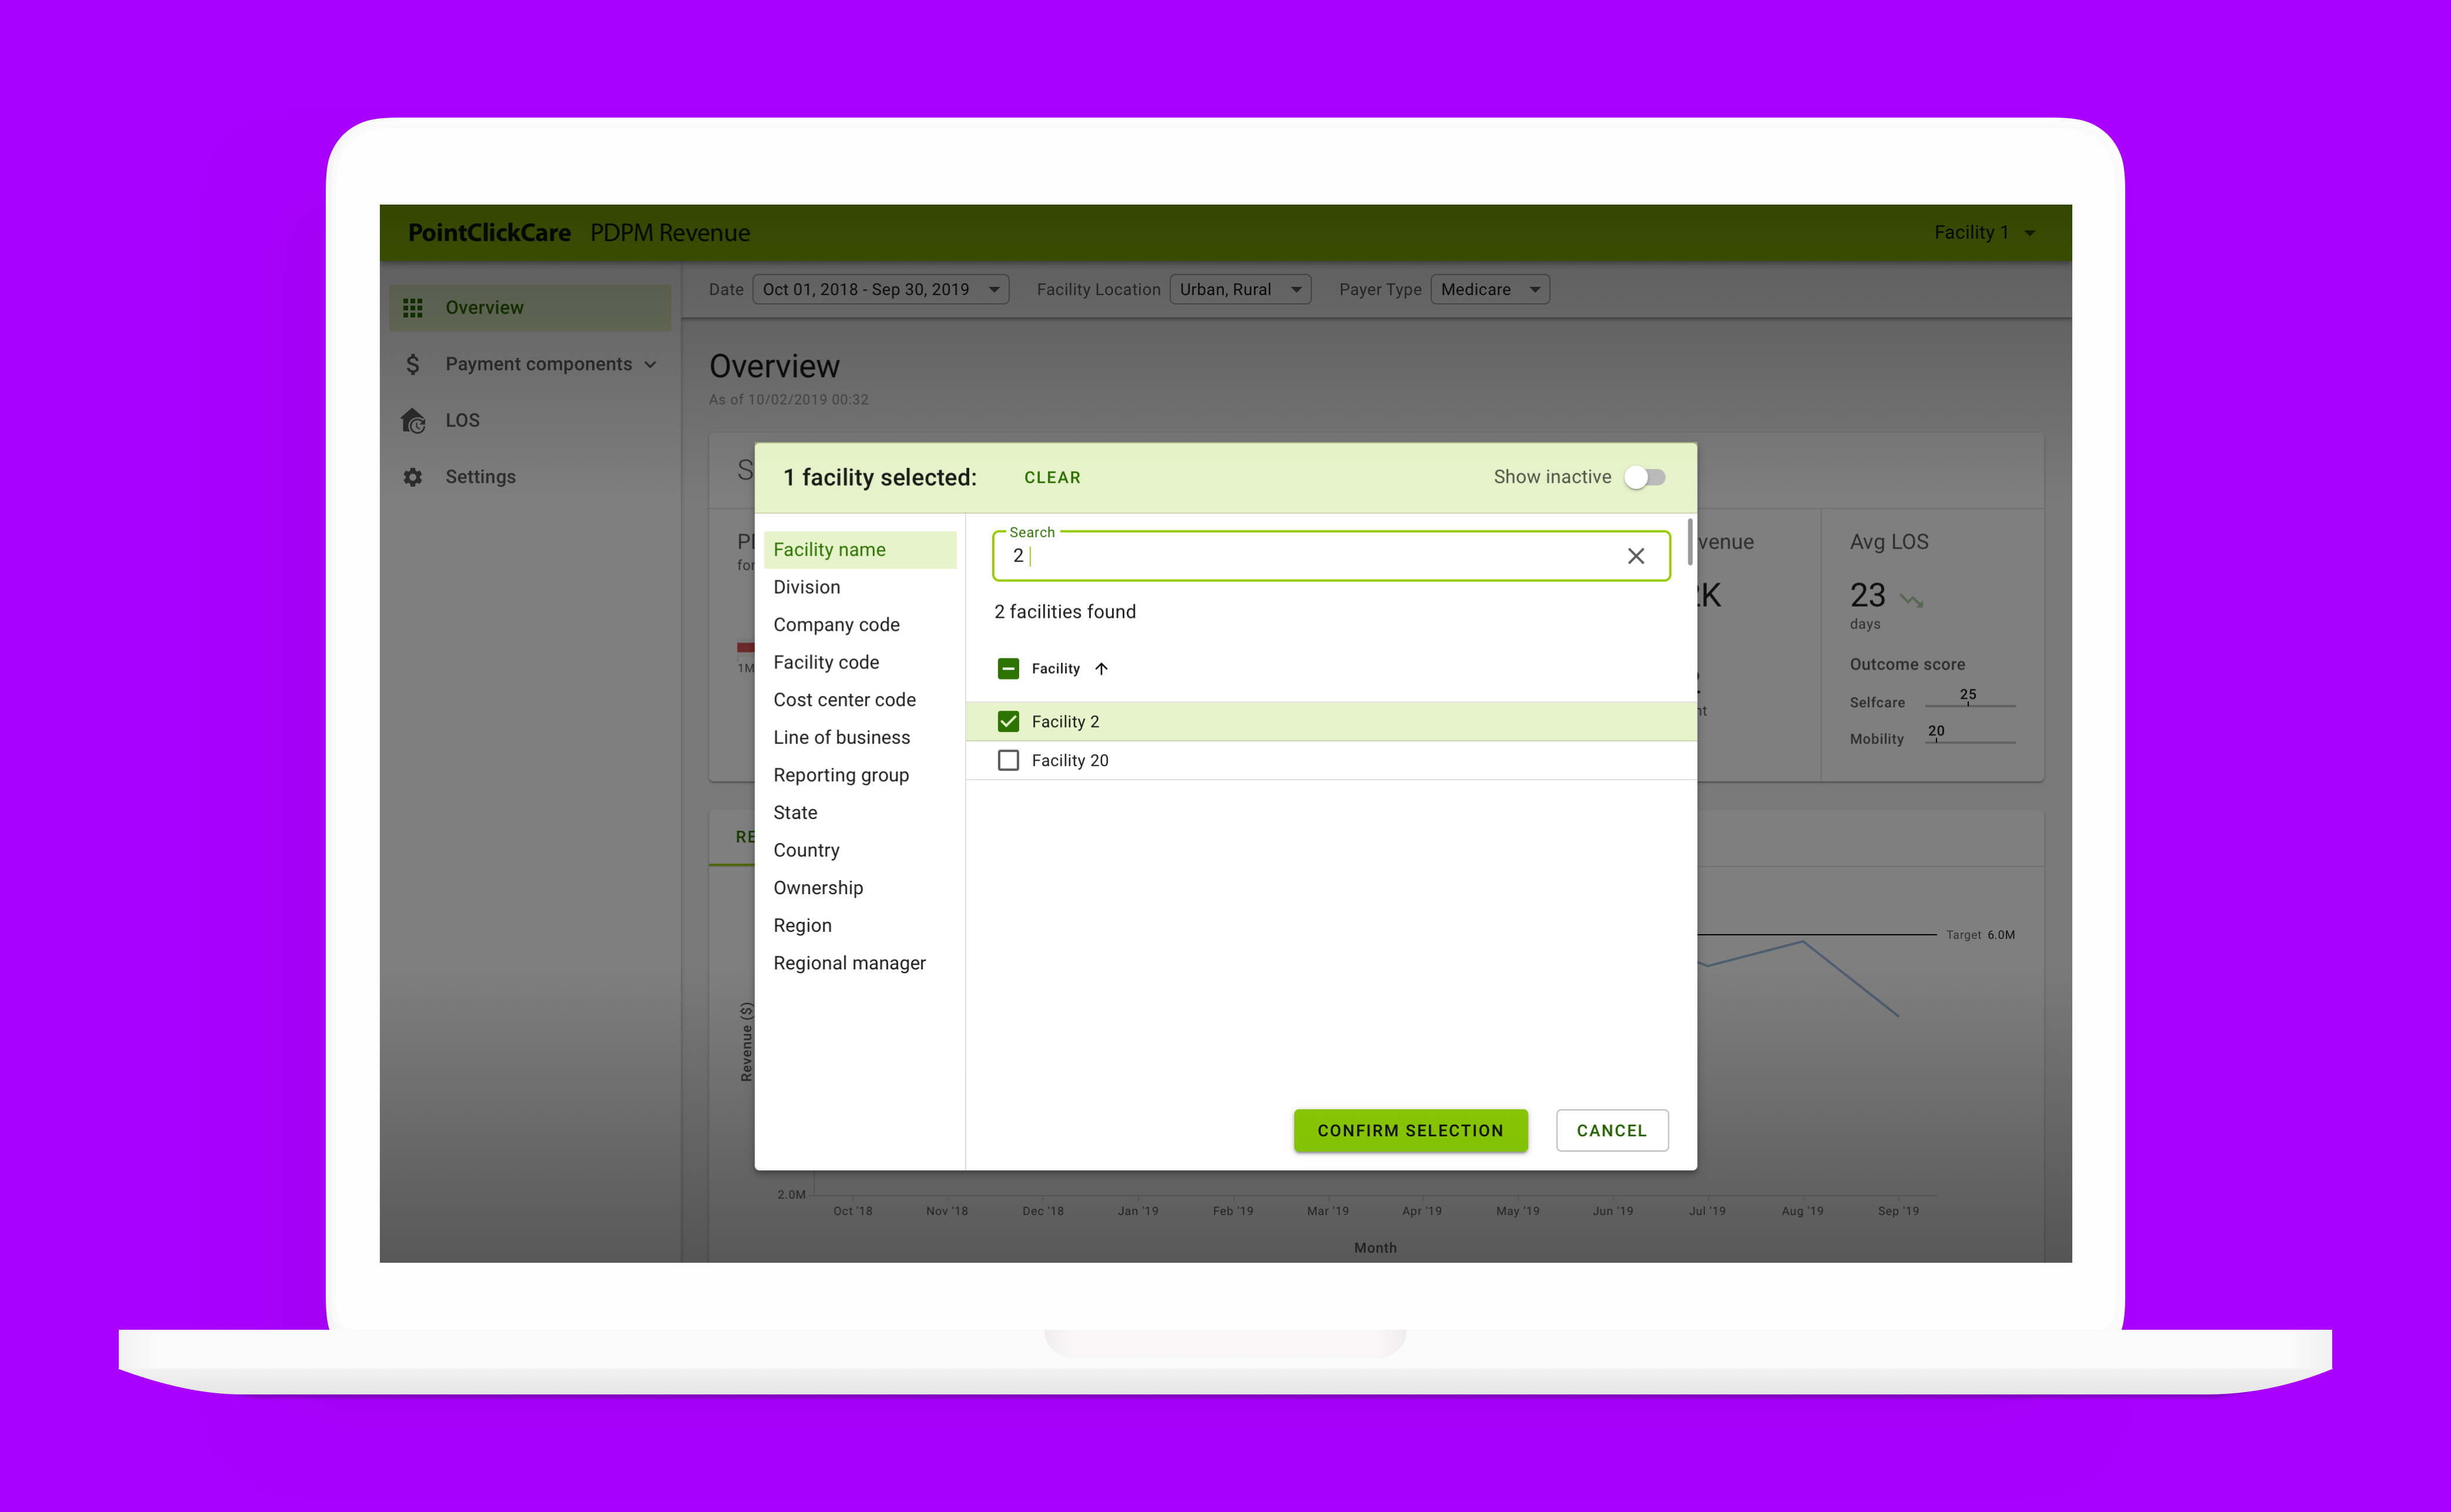 PointClickCare PDPM Revenue
Facility 1
Overview
Payment components
LOS
Settings
Date Oct 01, 2018 - Sep 30, 2019 Facility Location Urban, Rural Payer Type Medicare
Overview
As of 10/02/2019 00:32
1 facility selected: CLEAR Show inactive
Facility name
Division
Company code
Facility code
Cost center code
Line of business
Reporting group
State
Country
Ownership
Region
Regional manager
Search
2
2 facilities found
Facility
Facility 2
Facility 20
CONFIRM SELECTION CANCEL
Avg LOS
23
days
Outcome score
Selfcare 25
Mobility 20
Target 6.0M
Revenue ($)
2.0M
Oct '18 Nov '18 Dec '18 Jan '19 Feb '19 Mar '19 Apr '19 May '19 Jun '19 Jul '19 Aug '19 Sep '19
Month